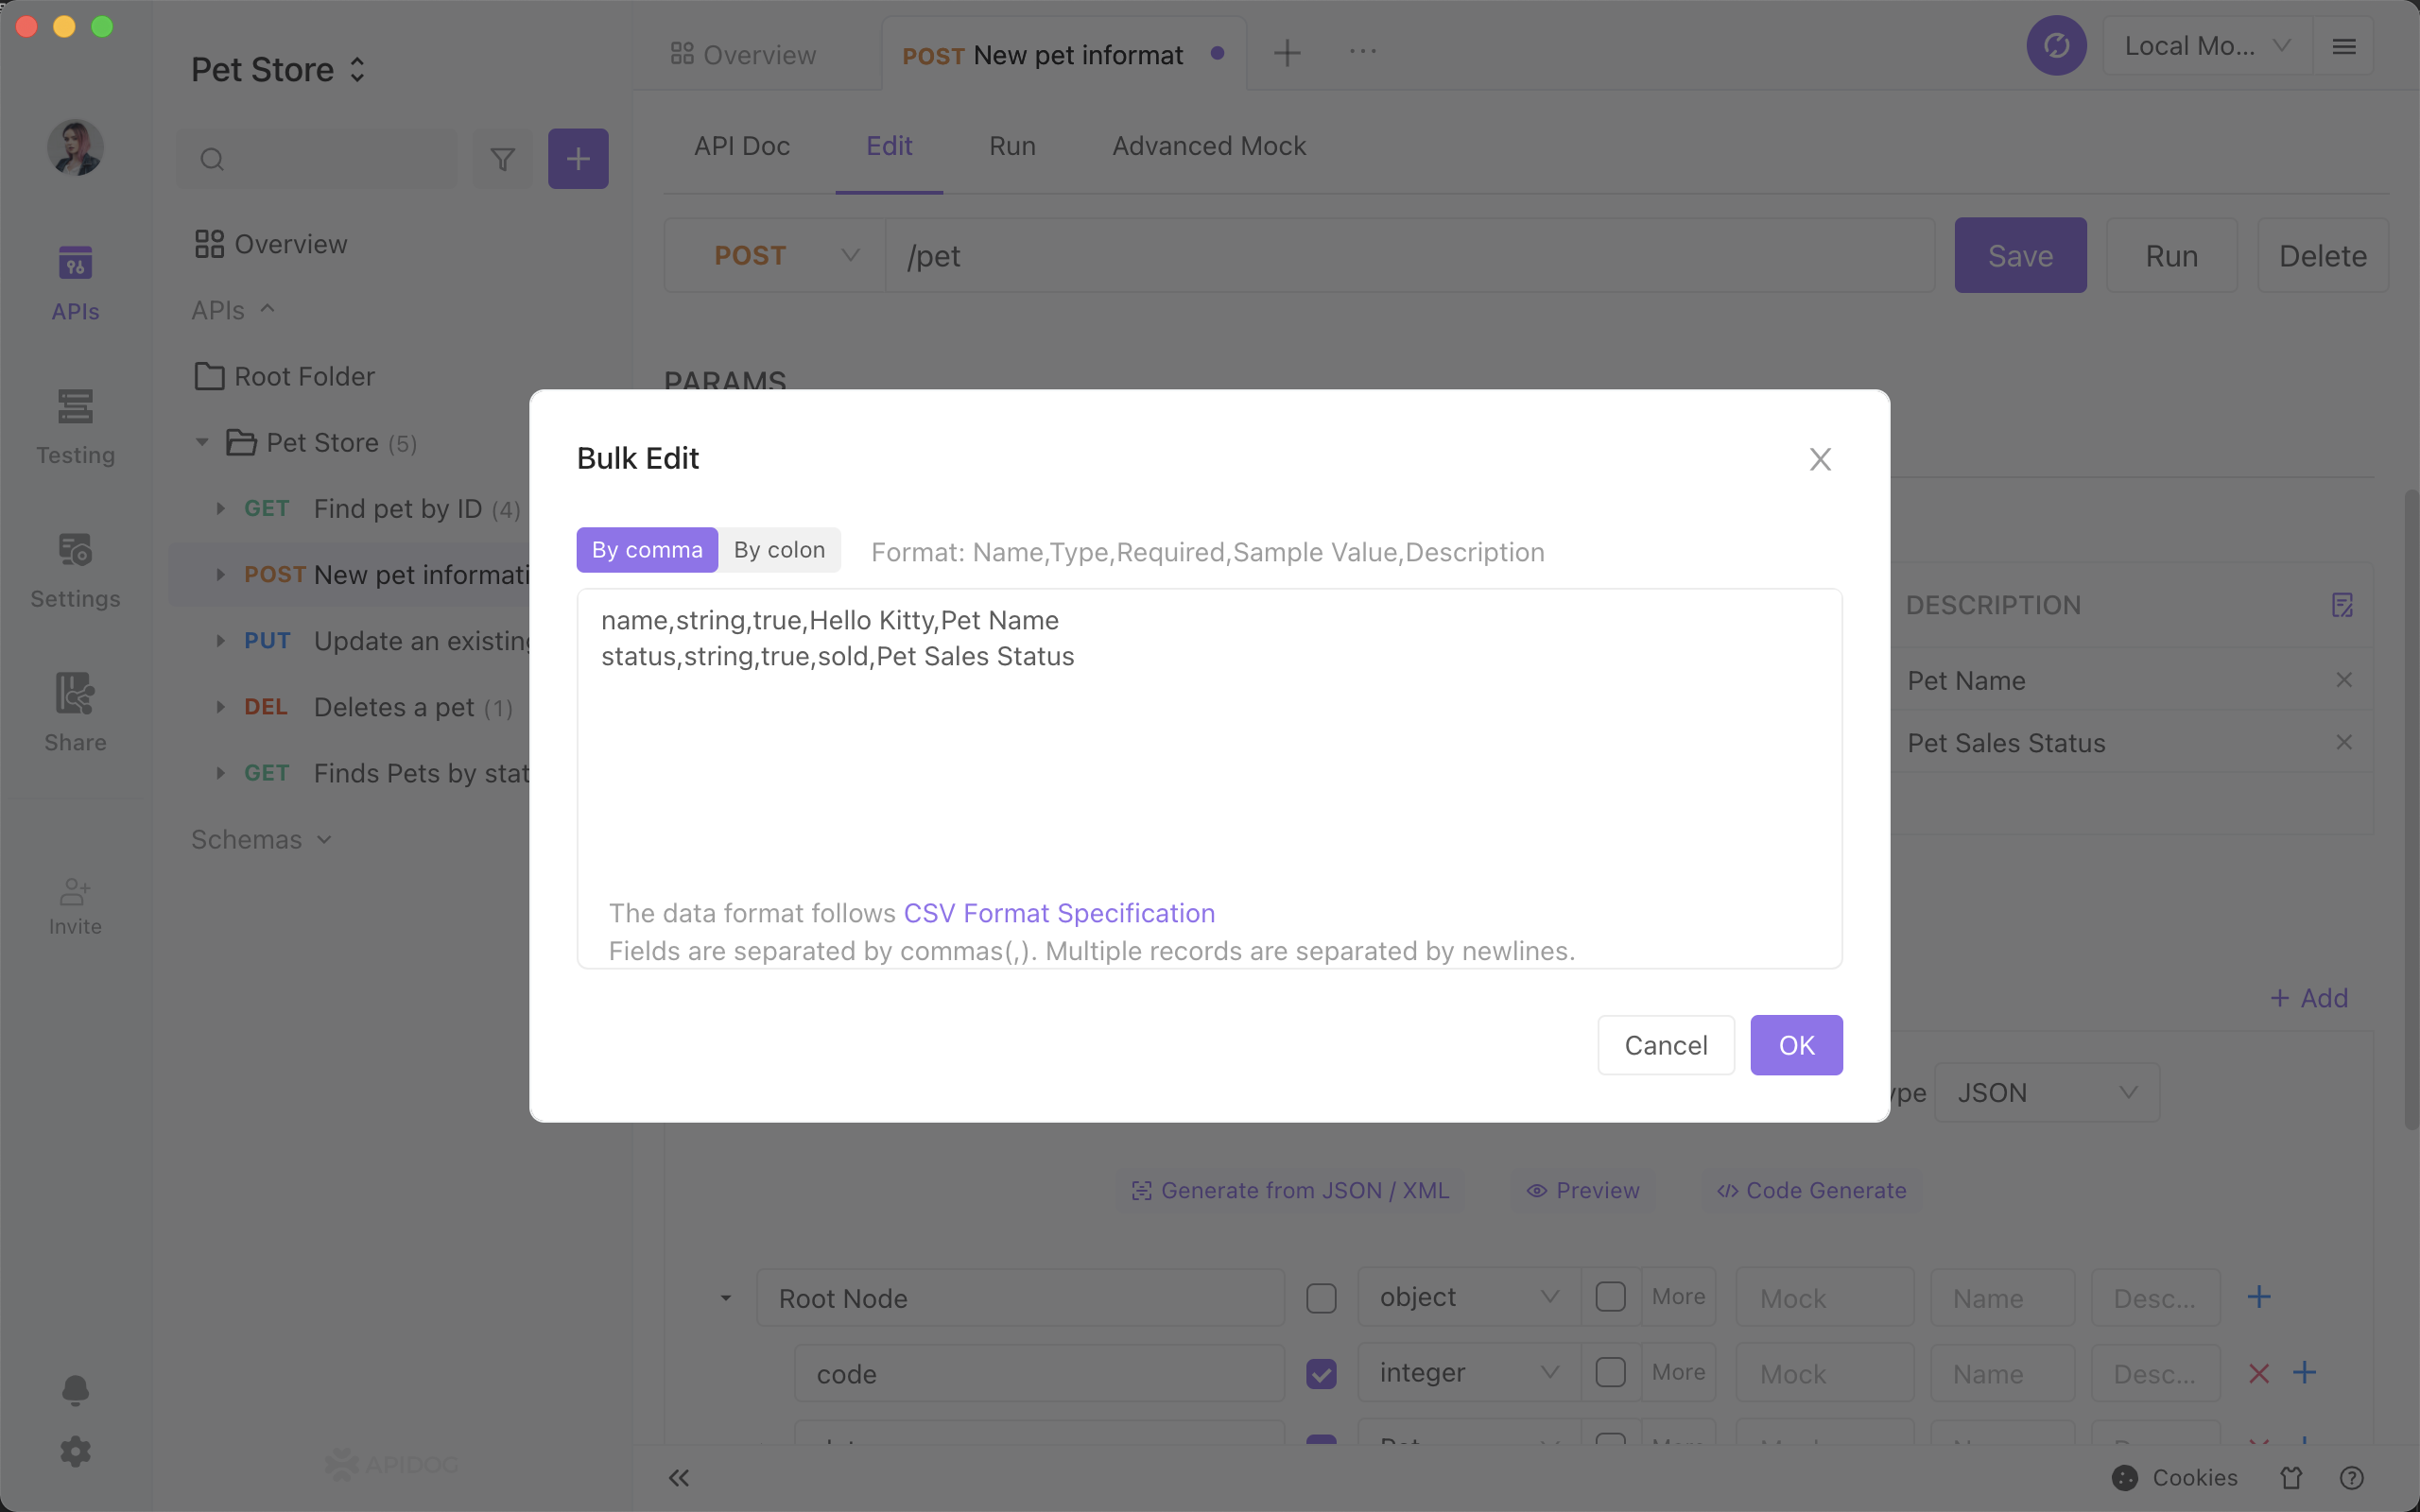 Pet Store
Overview
POST New pet informat
Local Mo...
API Doc
Edit
Run
Advanced Mock
Overview
POST
/pet
Save
Run
Delete
APIs
APIs
PARAMS
Root Folder
Testing
Pet Store (5)
Bulk Edit
GET Find pet by ID (4)
By comma
By colon
Format: Name,Type,Required,Sample Value,Description
POST New pet informati
Settings
name,string,true,Hello Kitty,Pet Name
status,string,true,sold,Pet Sales Status
DESCRIPTION
PUT Update an existing
Pet Name
DEL Deletes a pet (1)
Share
Pet Sales Status
GET Finds Pets by stat
Schemas
Invite
The data format follows CSV Format Specification
Fields are separated by commas(,). Multiple records are separated by newlines.
+ Add
Cancel
OK
ype
JSON
Generate from JSON / XML
Preview
Code Generate
Root Node
object
More
Mock
Name
Desc...
code
integer
More
Mock
Name
Desc...
APIDOG
Cookies